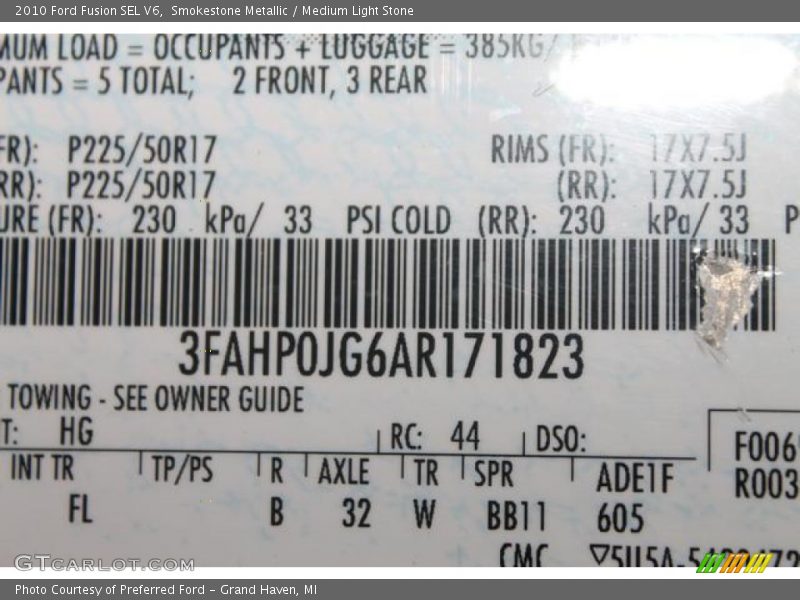 2010 Ford Fusion SEL V6, Smokestone Metallic / Medium Light Stone
LOAD = OCCUPANTS + LUGGAGE = 385KG/
= 5 TOTAL; 2 FRONT, 3 REAR
FR): P225/50R17 RIMS (FR): 17X7.5J
RR): P225/50R17 (RR): 17X7.5J
(FR): 230 kPa/ 33 PSI COLD (RR): 230 kPa/ 33 P
3FAHP0JG6AR171823
TOWING - SEE OWNER GUIDE
T: HG RC: 44 DSO:
F006
INT TR TP/PS R AXLE TR SPR ADE1F R003
FL B 32 W BB11 605
CMC
GTCARLOT.COM
Photo Courtesy of Preferred Ford - Grand Haven, MI